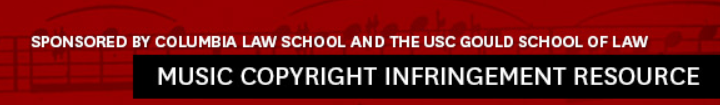 SPONSORED BY COLUMBIA LAW SCHOOL AND THE USC GOULD SCHOOL OF LAW
MUSIC COPYRIGHT INFRINGEMENT RESOURCE